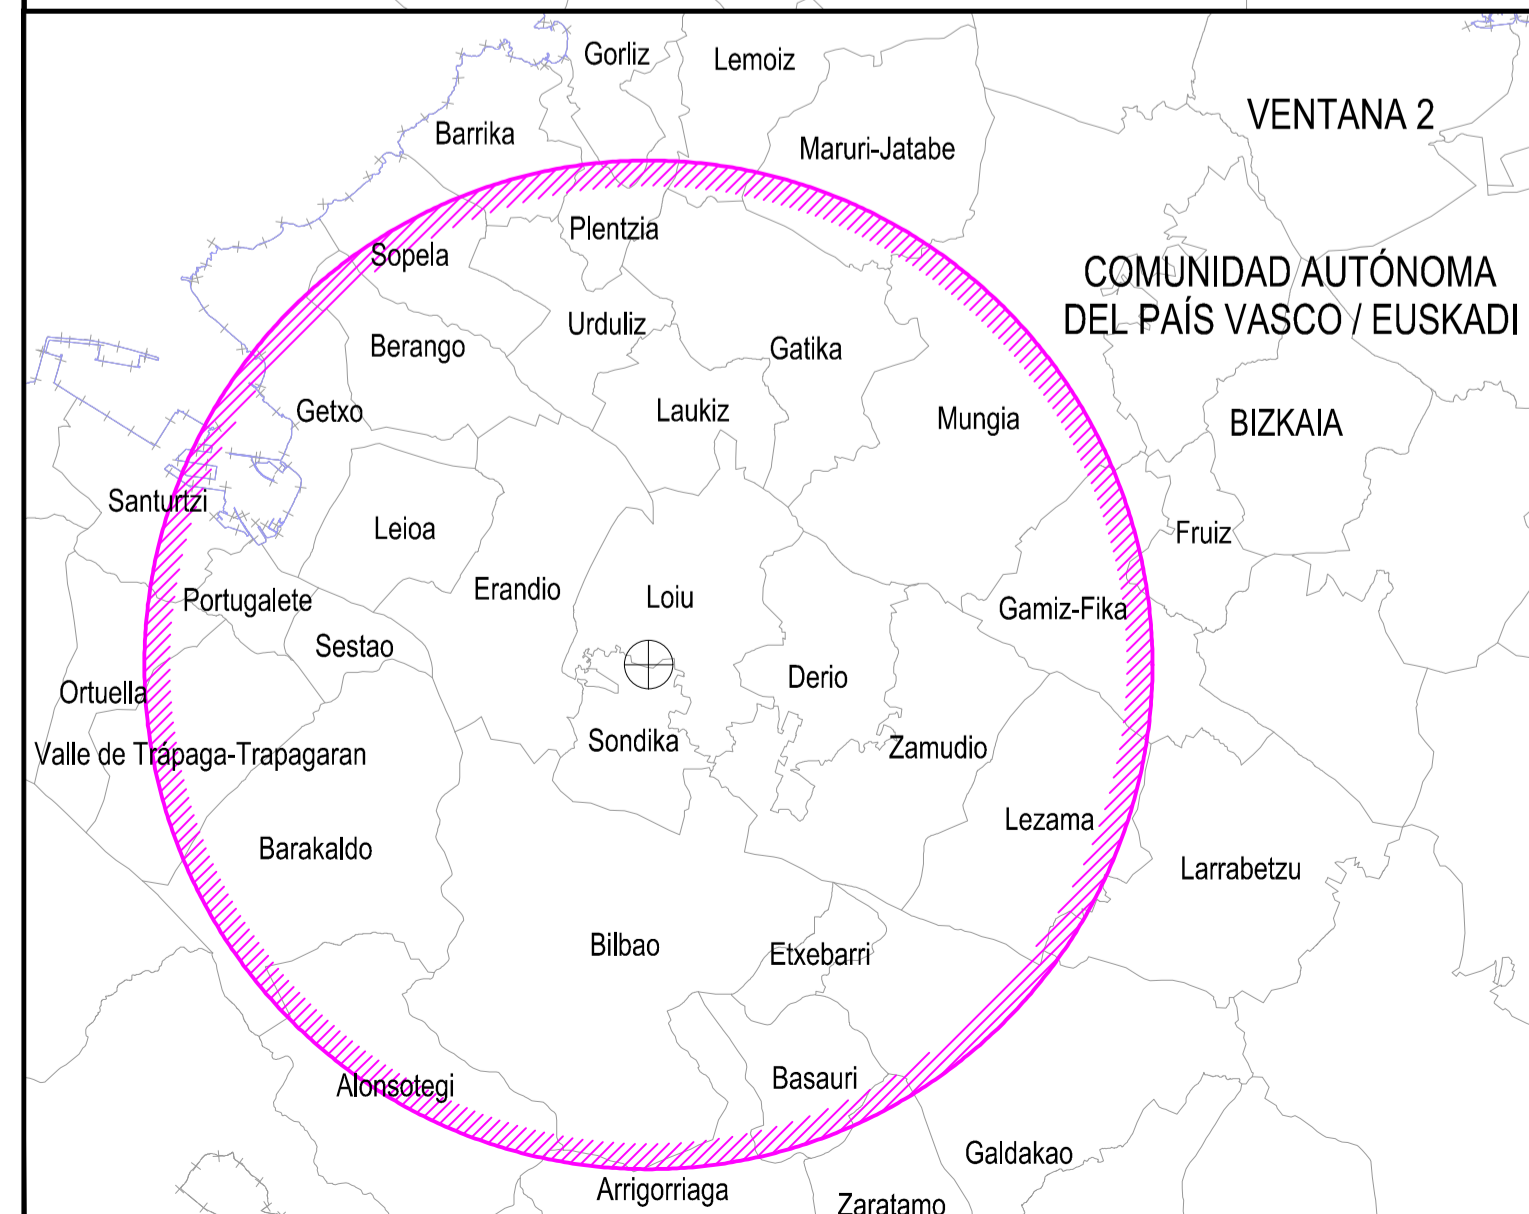 Gorliz
Lemoiz
VENTANA 2
Barrika
Maruri-Jatabe
Plentzia
Sopela
COMUNIDAD AUTÓNOMA
DEL PAÍS VASCO / EUSKADI
Urduliz
Berango
Gatika
Getxo
Laukiz
Mungia
BIZKAIA
Santurtzi
Leioa
Fruiz
Erandio
Loiu
Portugalete
Gamiz-Fika
Sestao
Derio
Ortuella
Sondika
Zamudio
Valle de Trápaga-Trapagaran
Lezama
Barakaldo
Larrabetzu
Bilbao
Etxebarri
Basauri
Alonsotegi
Galdakao
Arrigorriaga
Zaratamo